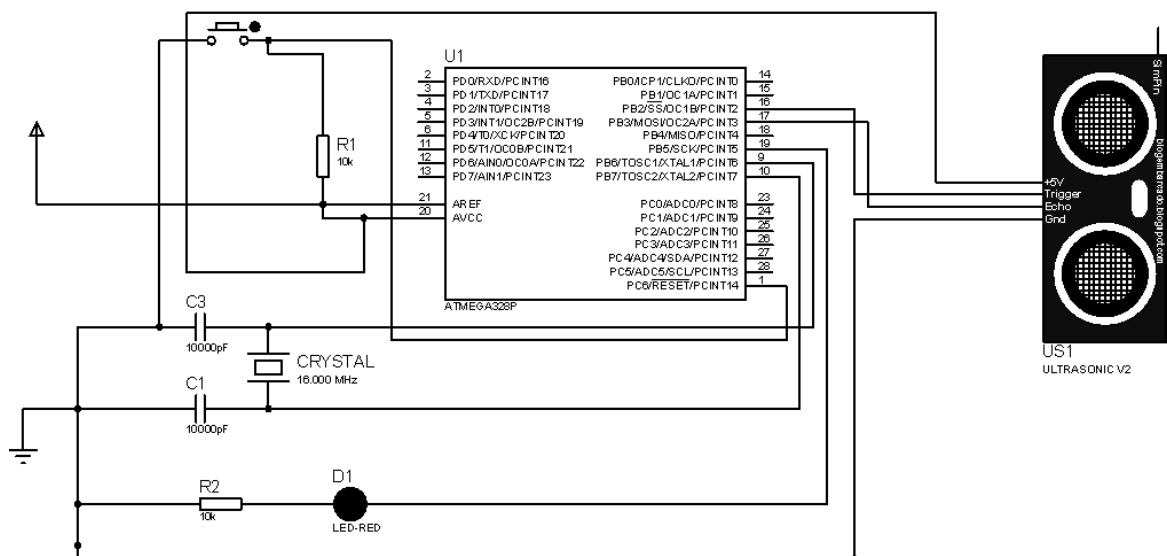 U1
2 PD0/RXD/PCINT16
3 PD1/TXD/PCINT17
4 PD2/INT0/PCINT18
5 PD3/INT1/OC2B/PCINT19
6 PD4/T0/XCK/PCINT20
11 PD5/T1/OC0B/PCINT21
12 PD6/AIN0/OC0A/PCINT22
13 PD7/AIN1/PCINT23
21 AREF
20 AVCC
PB0/ICP1/CLKO/PCINT0 14
PB1/OC1A/PCINT1 15
PB2/SS/OC1B/PCINT2 16
PB3/MOSI/OC2A/PCINT3 17
PB4/MISO/PCINT4 18
PB5/SCK/PCINT5 19
PB6/TOSC1/XTAL1/PCINT6 9
PB7/TOSC2/XTAL2/PCINT7 10
PC0/ADC0/PCINT8 23
PC1/ADC1/PCINT9 24
PC2/ADC2/PCINT10 25
PC3/ADC3/PCINT11 26
PC4/ADC4/SDA/PCINT12 27
PC5/ADC5/SCL/PCINT13 28
PC6/RESET/PCINT14 1
ATMEGA328P
R1
10k
C3
10000pF
CRYSTAL
16.000 MHz
C1
10000pF
R2
10k
D1
LED-RED
+5V
Trigger
Echo
Gnd
SimPin
blogembarcado.blogspot.com
US1
ULTRASONIC V2